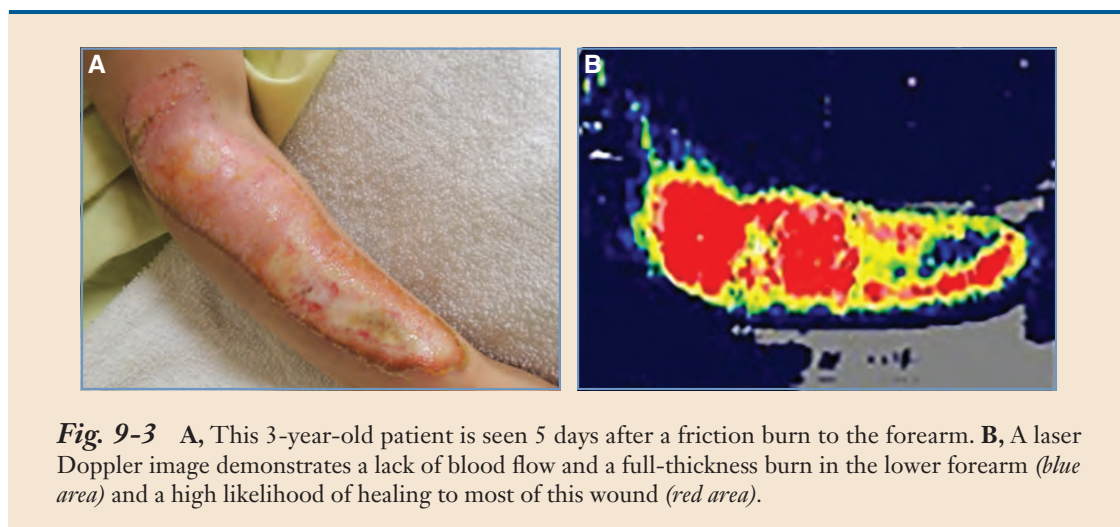 A
B
Fig. 9-3 A, This 3-year-old patient is seen 5 days after a friction burn to the forearm. B, A laser
Doppler image demonstrates a lack of blood flow and a full-thickness burn in the lower forearm (blue
area) and a high likelihood of healing to most of this wound (red area).